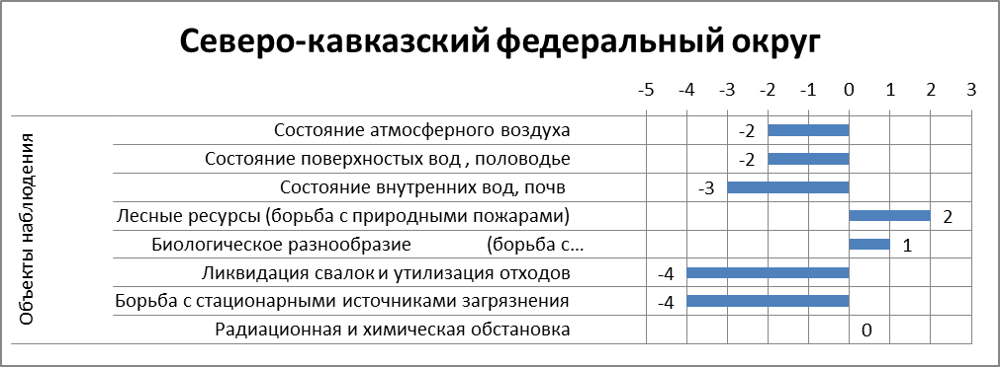 Северо-кавказский федеральный округ
-5 -4 -3 -2 -1 0 1 2 3
Объекты наблюдения
Состояние атмосферного воздуха -2
Состояние поверхностых вод , половодье -2
Состояние внутренних вод, почв -3
Лесные ресурсы (борьба с природными пожарами) 2
Биологическое разнообразие (борьба с... 1
Ликвидация свалок и утилизация отходов -4
Борьба с стационарными источниками загрязнения -4
Радиационная и химическая обстановка 0